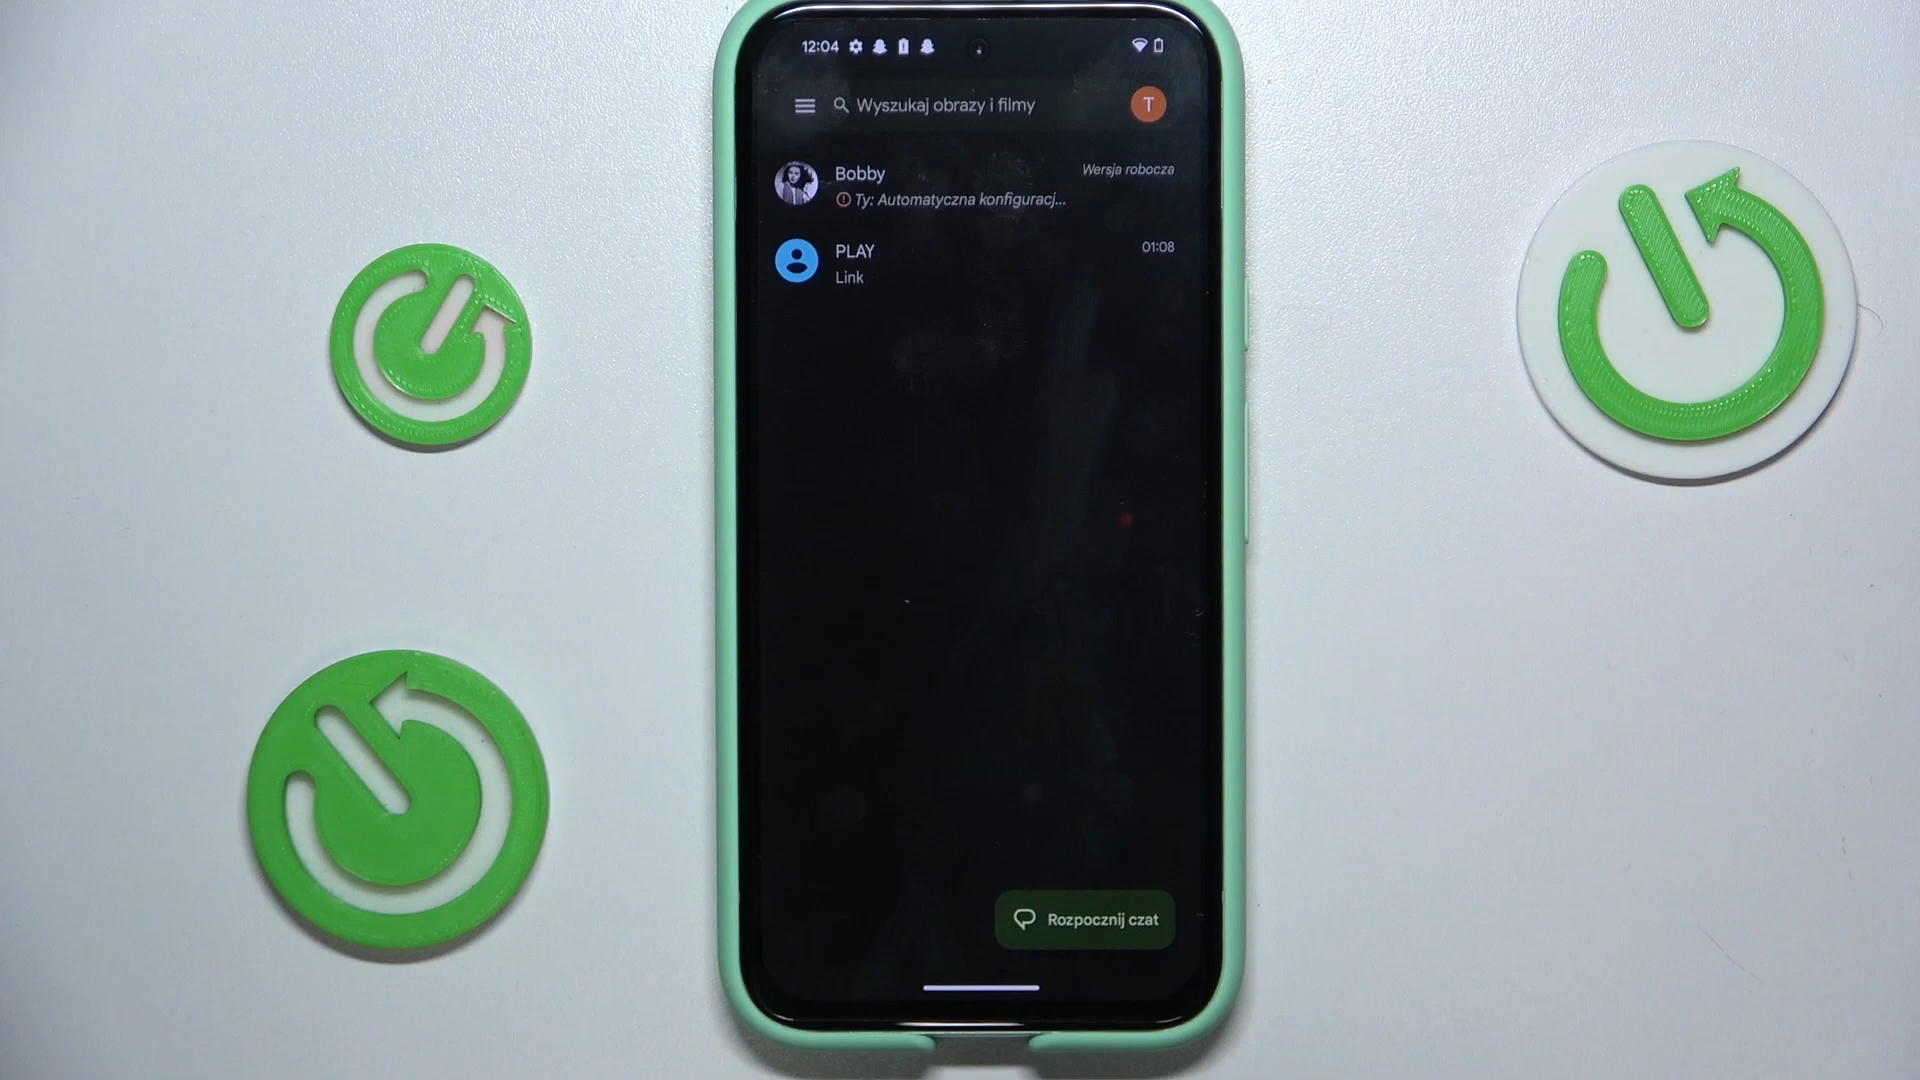 12:04
Wyszukaj obrazy i filmy
T
Bobby
Wersja robocza
Ty: Automatyczna konfiguracj...
PLAY
01:08
Link
Rozpocznij czat